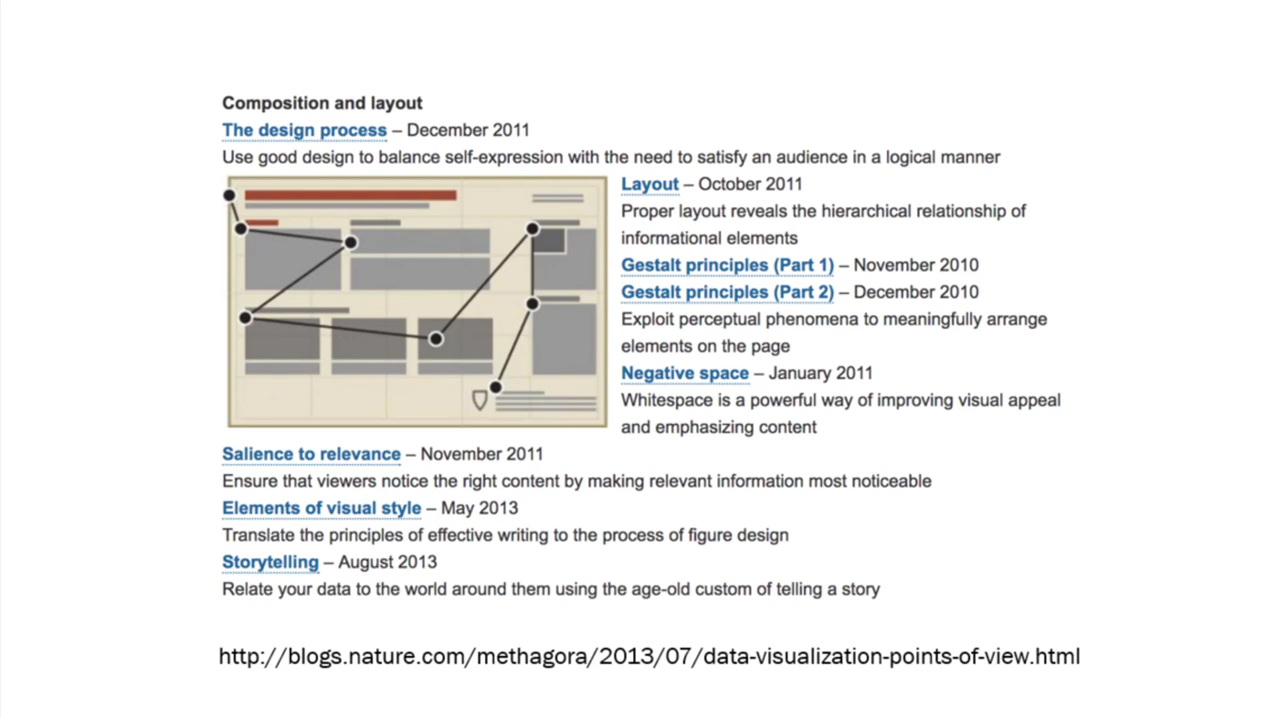 Composition and layout
The design process – December 2011
Use good design to balance self-expression with the need to satisfy an audience in a logical manner
Layout – October 2011
Proper layout reveals the hierarchical relationship of
informational elements
Gestalt principles (Part 1) – November 2010
Gestalt principles (Part 2) – December 2010
Exploit perceptual phenomena to meaningfully arrange
elements on the page
Negative space – January 2011
Whitespace is a powerful way of improving visual appeal
and emphasizing content
Salience to relevance – November 2011
Ensure that viewers notice the right content by making relevant information most noticeable
Elements of visual style – May 2013
Translate the principles of effective writing to the process of figure design
Storytelling – August 2013
Relate your data to the world around them using the age-old custom of telling a story
http://blogs.nature.com/methagora/2013/07/data-visualization-points-of-view.html